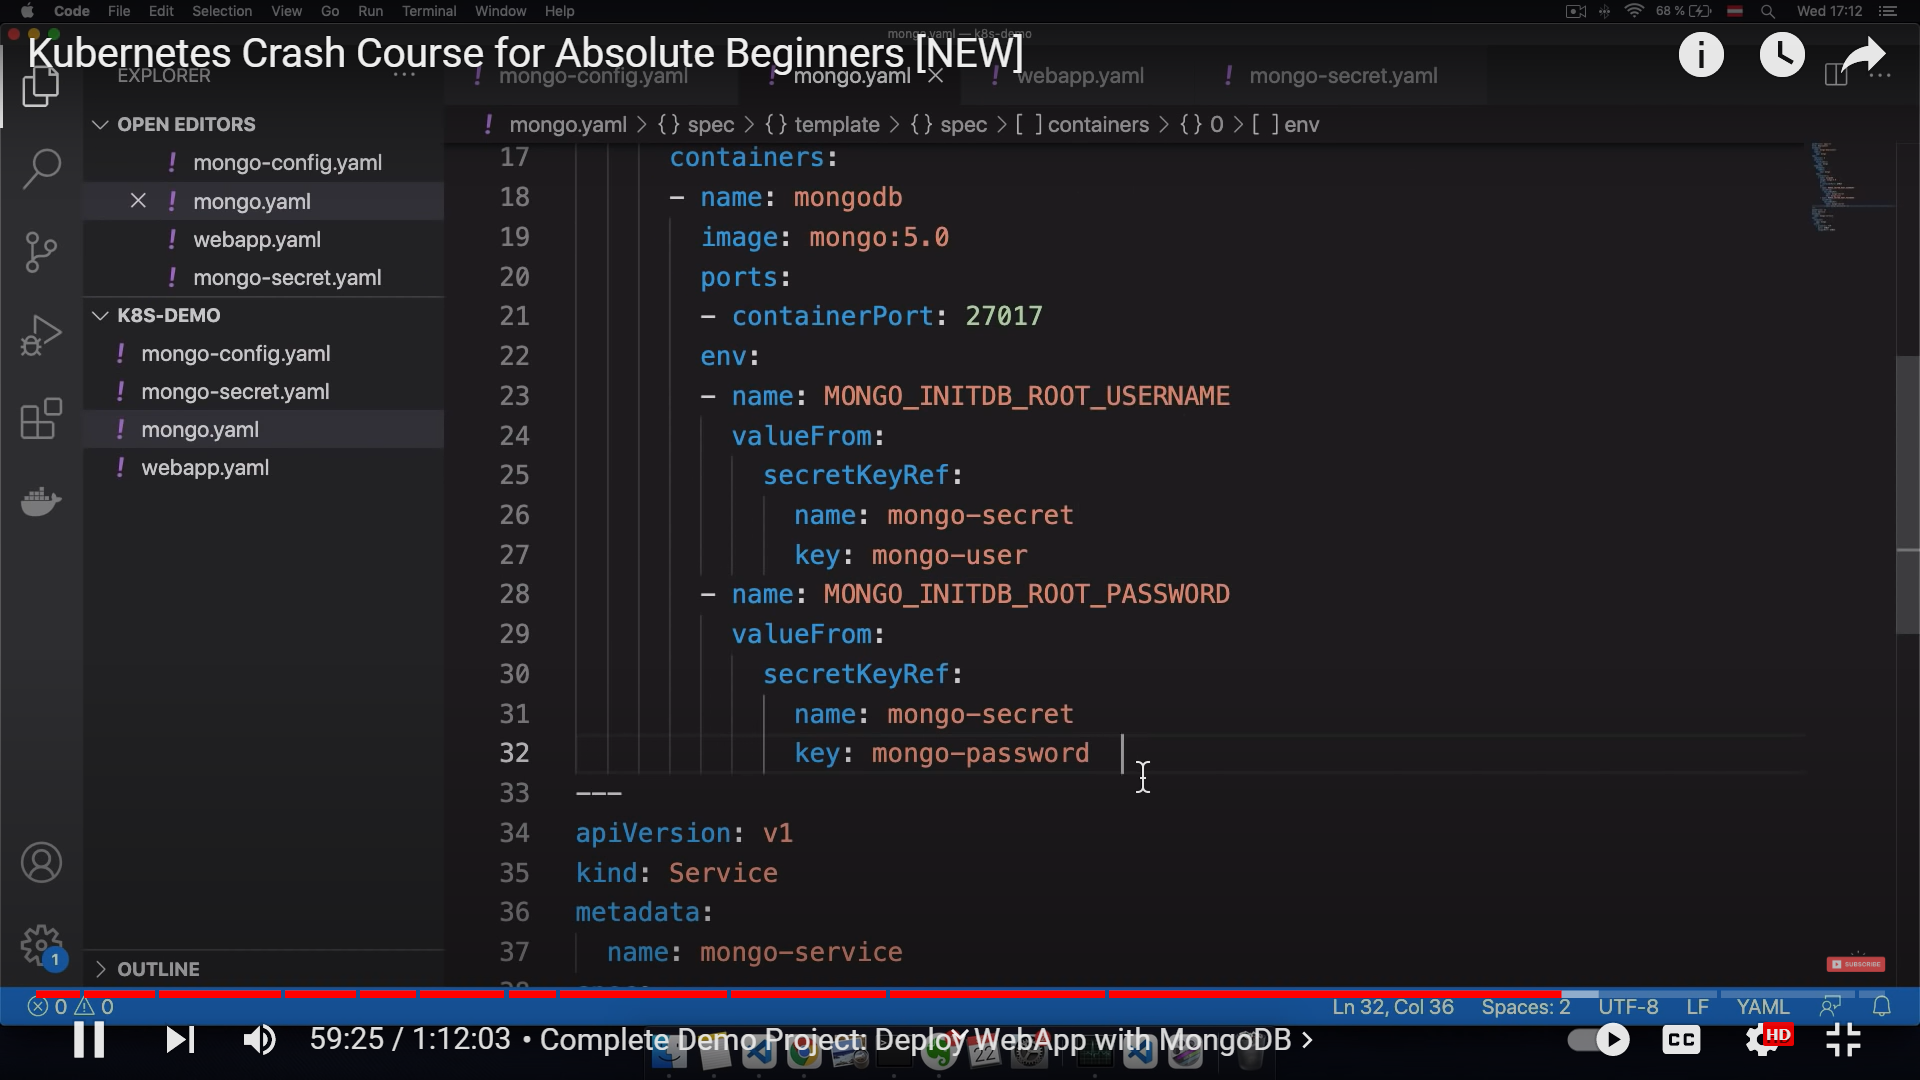 Code File Edit Selection View Go Run Terminal Window Help 68 % Wed 17:12
mongo.yaml — k8s-demo
Kubernetes Crash Course for Absolute Beginners [NEW]
EXPLORER
mongo-config.yaml mongo.yaml webapp.yaml mongo-secret.yaml
OPEN EDITORS
mongo-config.yaml
mongo.yaml
webapp.yaml
mongo-secret.yaml
K8S-DEMO
mongo-config.yaml
mongo-secret.yaml
mongo.yaml
webapp.yaml
OUTLINE
! mongo.yaml > {} spec > {} template > {} spec > [ ] containers > {} 0 > [ ] env
17 containers:
18 - name: mongodb
19 image: mongo:5.0
20 ports:
21 - containerPort: 27017
22 env:
23 - name: MONGO_INITDB_ROOT_USERNAME
24 valueFrom:
25 secretKeyRef:
26 name: mongo-secret
27 key: mongo-user
28 - name: MONGO_INITDB_ROOT_PASSWORD
29 valueFrom:
30 secretKeyRef:
31 name: mongo-secret
32 key: mongo-password
33 ---
34 apiVersion: v1
35 kind: Service
36 metadata:
37 name: mongo-service
SUBSCRIBE
0 0 Ln 32, Col 36 Spaces: 2 UTF-8 LF YAML
1
59:25 / 1:12:03 • Complete Demo Project: Deploy WebApp with MongoDB >
CC HD
22